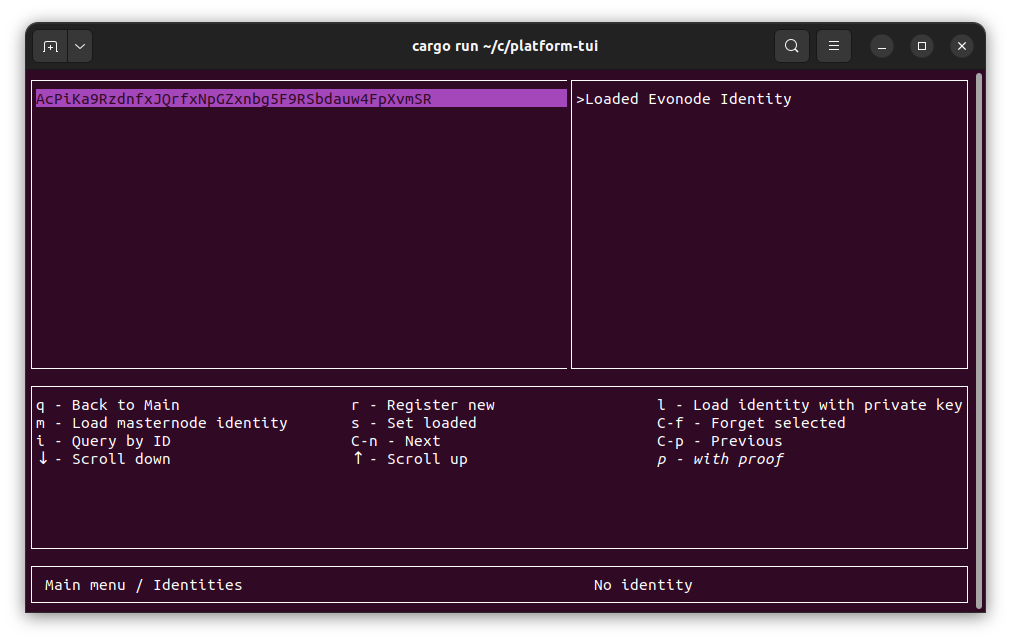 cargo run ~/c/platform-tui
AcPiKa9RzdnfxJQrfxNpGZxnbg5F9RSbdauw4FpXvmSR
>Loaded Evonode Identity
q - Back to Main r - Register new l - Load identity with private key
m - Load masternode identity s - Set loaded C-f - Forget selected
i - Query by ID C-n - Next C-p - Previous
↓ - Scroll down ↑ - Scroll up p - with proof
Main menu / Identities No identity